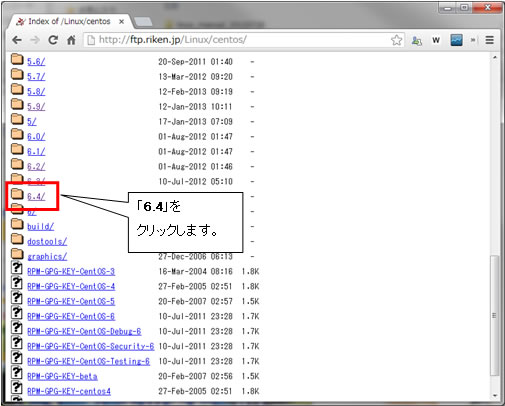 Index of /Linux/centos/
http://ftp.riken.jp/Linux/centos/
5.6/ 20-Sep-2011 01:40 -
5.7/ 13-Mar-2012 09:20 -
5.8/ 12-Feb-2013 09:19 -
5.9/ 12-Jan-2013 10:11 -
5/ 17-Jan-2013 07:09 -
6.0/ 01-Aug-2012 01:47 -
6.1/ 01-Aug-2012 01:47 -
6.2/ 01-Aug-2012 01:46 -
10-Jul-2012 05:10 -
6.4/
「6.4」を
クリックします。
build/
dostools/
graphics/ 27-Dec-2006 06:13 -
RPM-GPG-KEY-CentOS-3 16-Mar-2004 08:16 1.8K
RPM-GPG-KEY-CentOS-4 27-Feb-2005 02:51 1.8K
RPM-GPG-KEY-CentOS-5 20-Feb-2007 02:57 1.5K
RPM-GPG-KEY-CentOS-6 10-Jul-2011 23:28 1.7K
RPM-GPG-KEY-CentOS-Debug-6 10-Jul-2011 23:28 1.7K
RPM-GPG-KEY-CentOS-Security-6 10-Jul-2011 23:28 1.7K
RPM-GPG-KEY-CentOS-Testing-6 10-Jul-2011 23:28 1.7K
RPM-GPG-KEY-beta 20-Feb-2007 02:56 1.5K
RPM-GPG-KEY-centos4 27-Feb-2005 02:51 1.8K